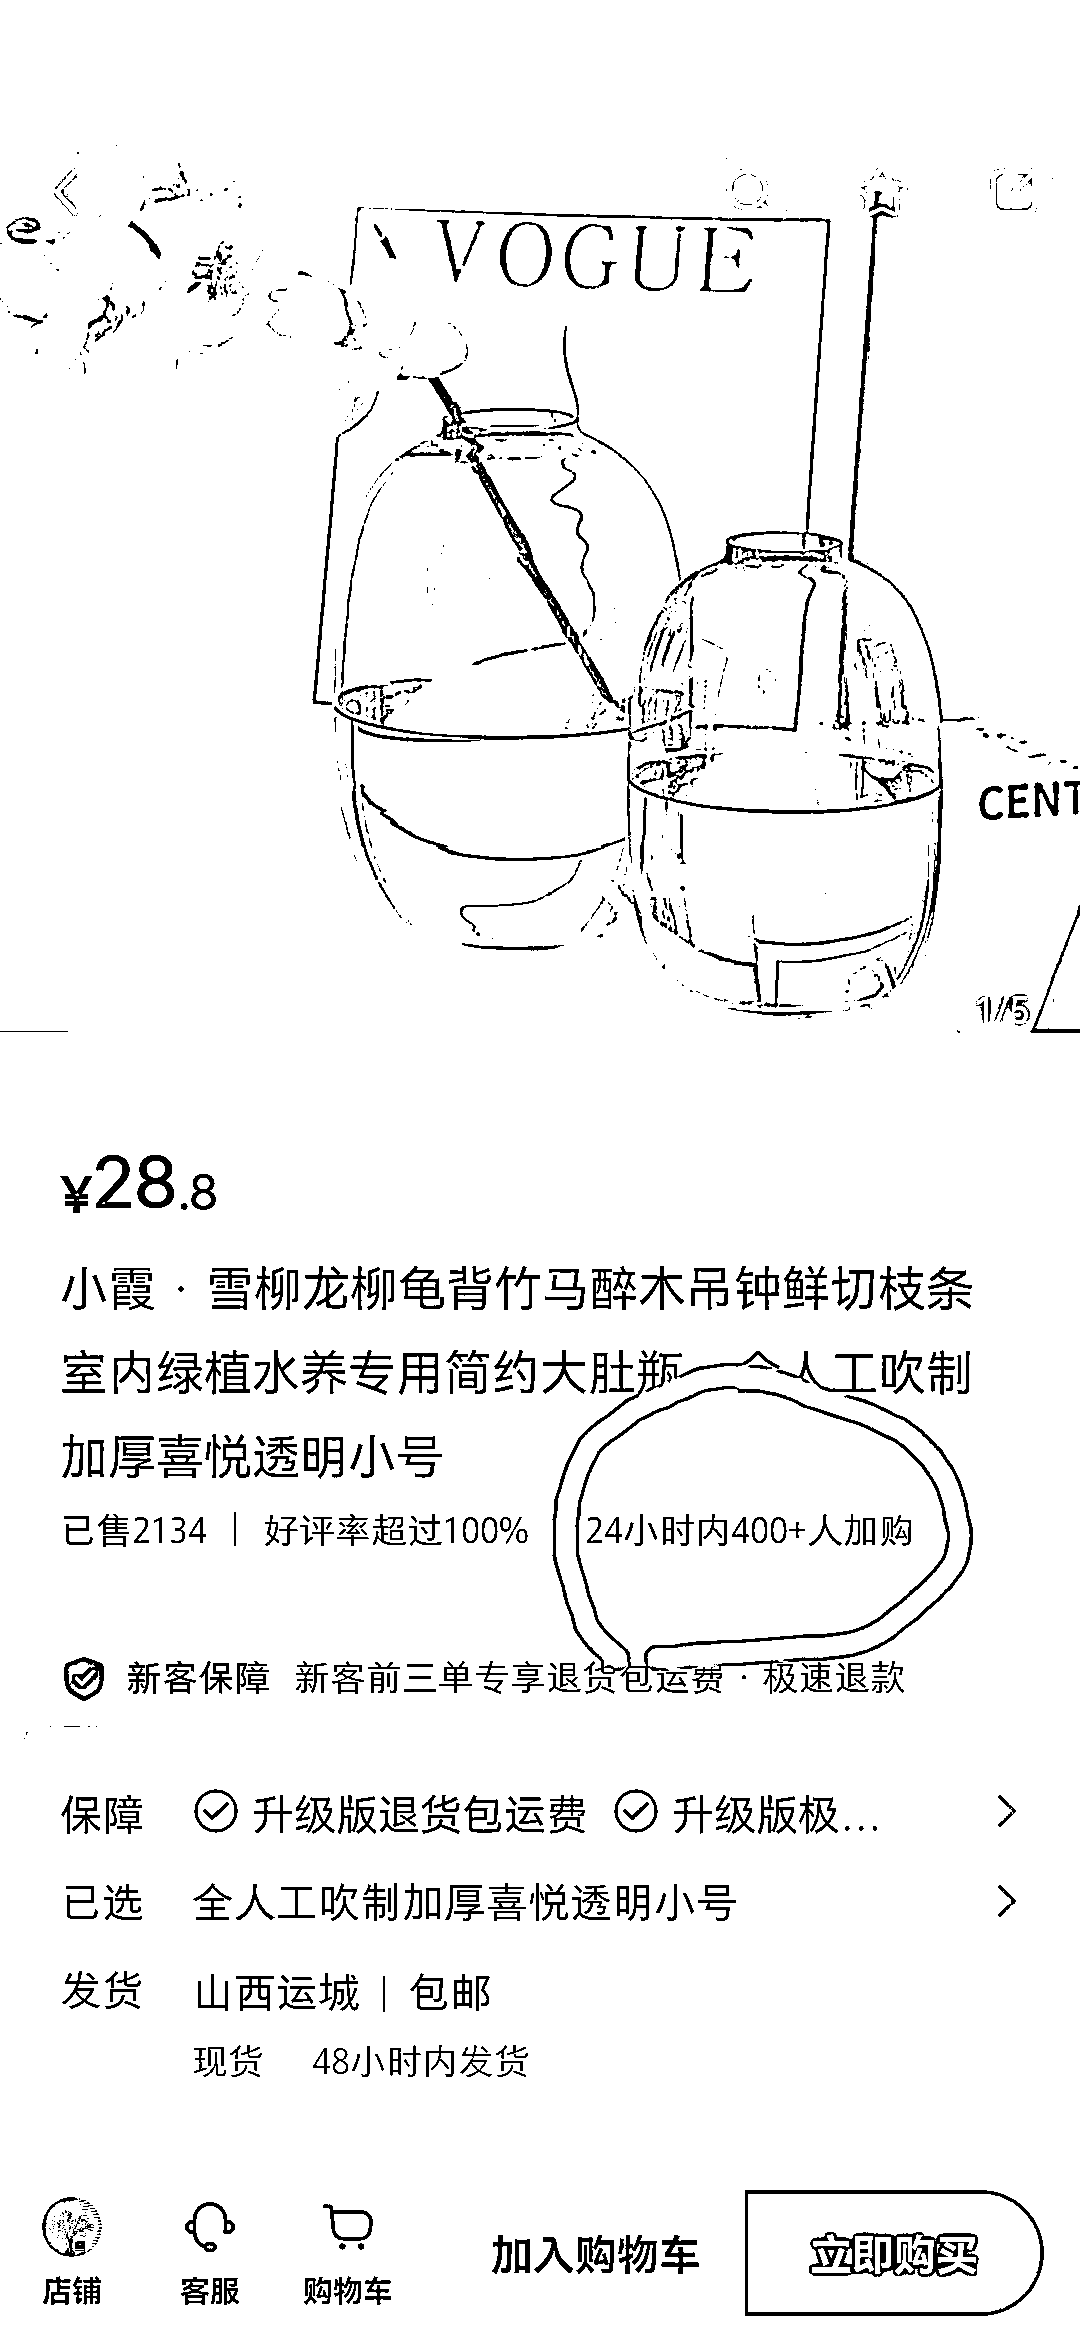 VOGUE
CENT
1/5
¥28.8
小霞 · 雪柳龙柳龟背竹马醉木吊钟鲜切枝条
室内绿植水养专用简约大肚瓶 人工吹制
加厚喜悦透明小号
已售2134 | 好评率超过100% 24小时内400+人加购
新客保障 新客前三单专享退货包运费 · 极速退款
保障 升级版退货包运费 升级版极...
已选 全人工吹制加厚喜悦透明小号
发货 山西运城 | 包邮
现货 48小时内发货
店铺 客服 购物车 加入购物车 立即购买